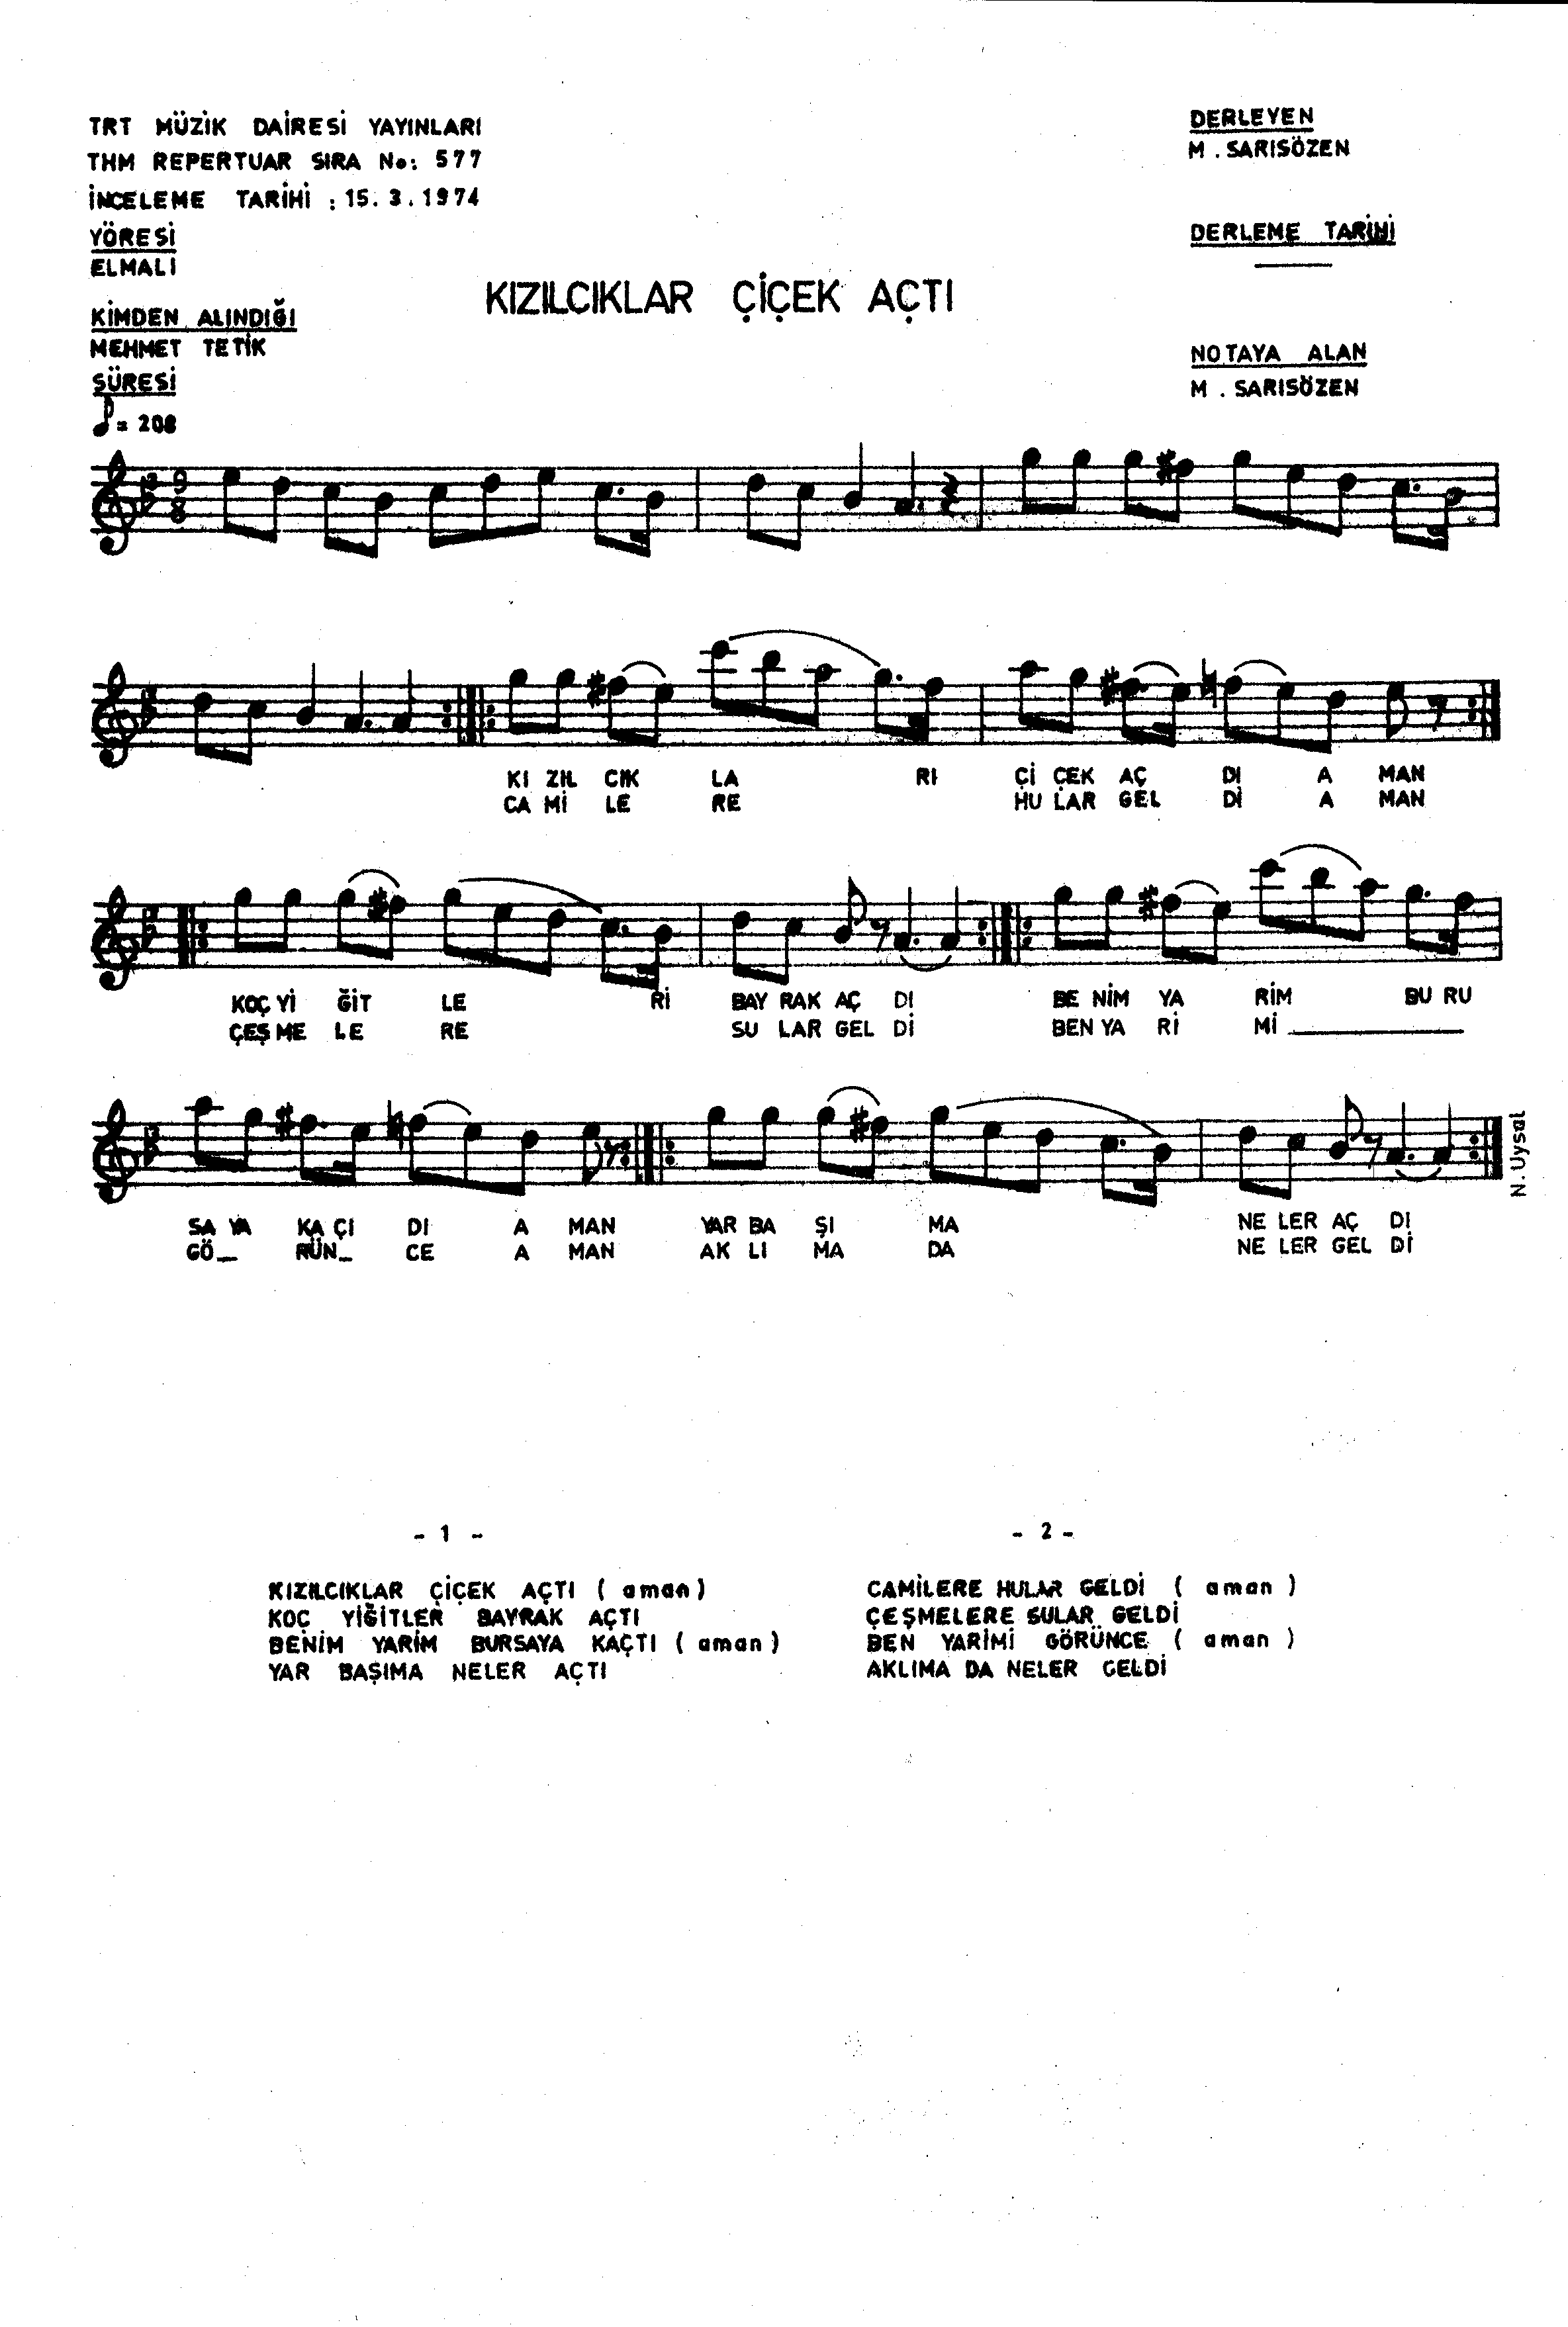 TRT MÜZİK DAİRESİ YAYINLARI
THM REPERTUAR SIRA No: 577
İNCELEME TARİHİ : 15.3.1974
YÖRESİ
ELMALI
KİMDEN ALINDIĞI
MEHMET TETİK
SÜRESİ
♪ = 208
DERLEYEN
M . SARISÖZEN
DERLEME TARİHİ
NOTAYA ALAN
M . SARISÖZEN
KIZILCIKLAR ÇİÇEK AÇTI
9
8
KI ZIL CIK LA RI Çİ ÇEK AÇ DI A MAN
CA Mİ LE RE HU LAR GEL Dİ A MAN
KOÇ Yİ ĞİT LE Rİ BAY RAK AÇ DI BE NİM YA RİM BU RU
ÇEŞ ME LE RE SU LAR GEL Dİ BEN YA Rİ Mİ
SA YA KA ÇI DI A MAN YAR BA ŞI MA NE LER AÇ DI
GÖ_ RÜN_ CE A MAN AK LI MA DA NE LER GEL Dİ
N. Uysal
- 1 -
KIZILCIKLAR ÇİÇEK AÇTI ( aman )
KOÇ YİĞİTLER BAYRAK AÇTI
BENİM YARİM BURSAYA KAÇTI ( aman )
YAR BAŞIMA NELER AÇTI
- 2 -
CAMİLERE HULAR GELDİ ( aman )
ÇEŞMELERE SULAR GELDİ
BEN YARİMİ GÖRÜNCE ( aman )
AKLIMA DA NELER GELDİ